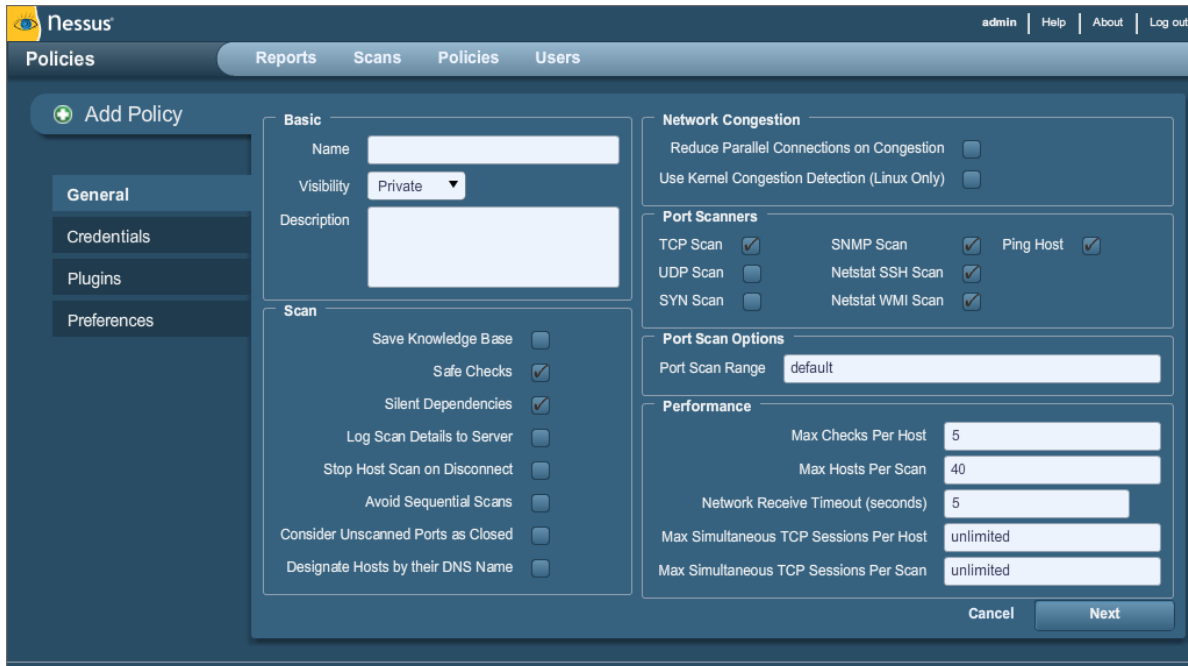 nessus®
admin | Help | About | Log out
Policies
Reports Scans Policies Users
Add Policy
General
Credentials
Plugins
Preferences
Basic
Name
Visibility Private
Description
Scan
Save Knowledge Base
Safe Checks
Silent Dependencies
Log Scan Details to Server
Stop Host Scan on Disconnect
Avoid Sequential Scans
Consider Unscanned Ports as Closed
Designate Hosts by their DNS Name
Network Congestion
Reduce Parallel Connections on Congestion
Use Kernel Congestion Detection (Linux Only)
Port Scanners
TCP Scan SNMP Scan Ping Host
UDP Scan Netstat SSH Scan
SYN Scan Netstat WMI Scan
Port Scan Options
Port Scan Range default
Performance
Max Checks Per Host 5
Max Hosts Per Scan 40
Network Receive Timeout (seconds) 5
Max Simultaneous TCP Sessions Per Host unlimited
Max Simultaneous TCP Sessions Per Scan unlimited
Cancel Next